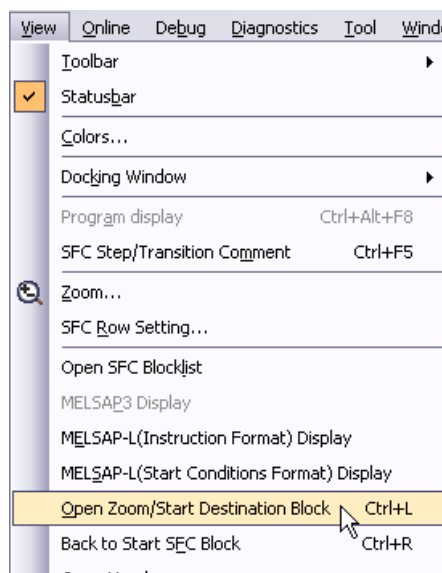 View Online Debug Diagnostics Tool
Toolbar
Statusbar
Colors...
Docking Window
Program display Ctrl+Alt+F8
SFC Step/Transition Comment Ctrl+F5
Zoom...
SFC Row Setting...
Open SFC Blocklist
MELSAP3 Display
MELSAP-L(Instruction Format) Display
MELSAP-L(Start Conditions Format) Display
Open Zoom/Start Destination Block Ctrl+L
Back to Start SFC Block Ctrl+R